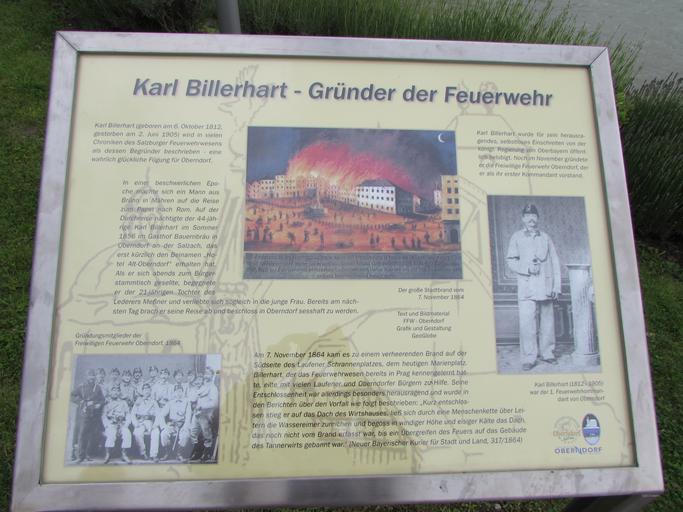 Karl Billerhart - Gründer der Feuerwehr
Karl Billerhart (geboren am 6. Oktober 1812,
gestorben am 2. Juni 1905) wird in vielen
Chroniken des Salzburger Feuerwehrwesens
als dessen Begründer beschrieben - eine
wahrlich glückliche Fügung für Oberndorf.
In einer beschwerlichen Epo-
che machte sich ein Mann aus
Brünn in Mähren auf die Reise
zum Papst nach Rom. Auf der
Durchreise nächtigte der 44-jäh-
rige Karl Billerhart im Sommer
1856 im Gasthof Bauernbräu in
Oberndorf an der Salzach, das
erst kürzlich den Beinamen „Ho-
tel Alt-Oberndorf" erhalten hat.
Als er sich abends zum Bürger-
stammtisch gesellte, begegnete
er der 21-jährigen Tochter des
Lederers Meßner und verliebte sich sogleich in die junge Frau. Bereits am näch-
sten Tag brach er seine Reise ab und beschloss in Oberndorf sesshaft zu werden.
Der große Stadtbrand vom
7. November 1864
Text und Bildmaterial
FFW - Oberndorf
Grafik und Gestaltung
GeoGlobe
Karl Billerhart wurde für sein herausra-
gendes, selbstloses Einschreiten von der
königl. Regierung von Oberbayern öffent-
lich belobigt. Noch im November gründete
er die Freiwillige Feuerwehr Oberndorf, der
er als ihr erster Kommandant vorstand.
Gründungsmitglieder der
Freiwilligen Feuerwehr Oberndorf, 1864
Am 7. November 1864 kam es zu einem verheerenden Brand auf der
Südseite des Laufener Schrannenplatzes, dem heutigen Marienplatz.
Billerhart, der das Feuerwehrwesen bereits in Prag kennengelernt hat-
te, eilte mit vielen Laufener und Oberndorfer Bürgern zu Hilfe. Seine
Entschlossenheit war allerdings besonders herausragend und wurde in
den Berichten über den Vorfall wie folgt beschrieben: „Kurz entschlos-
sen stieg er auf das Dach des Wirtshauses, ließ sich durch eine Menschenkette über Lei-
tern die Wassereimer zureichen und begoss in windiger Höhe und eisiger Kälte das Dach,
das noch nicht vom Brand erfasst war, bis ein Übergreifen des Feuers auf das Gebäude
des Tannerwirts gebannt war." (Neuer Bayerischer Kurier für Stadt und Land, 317/1864)
Karl Billerhart (1812 - 1905)
war der 1. Feuerwehrkomman-
dant von Oberndorf
Oberndorf
OBERNDORF